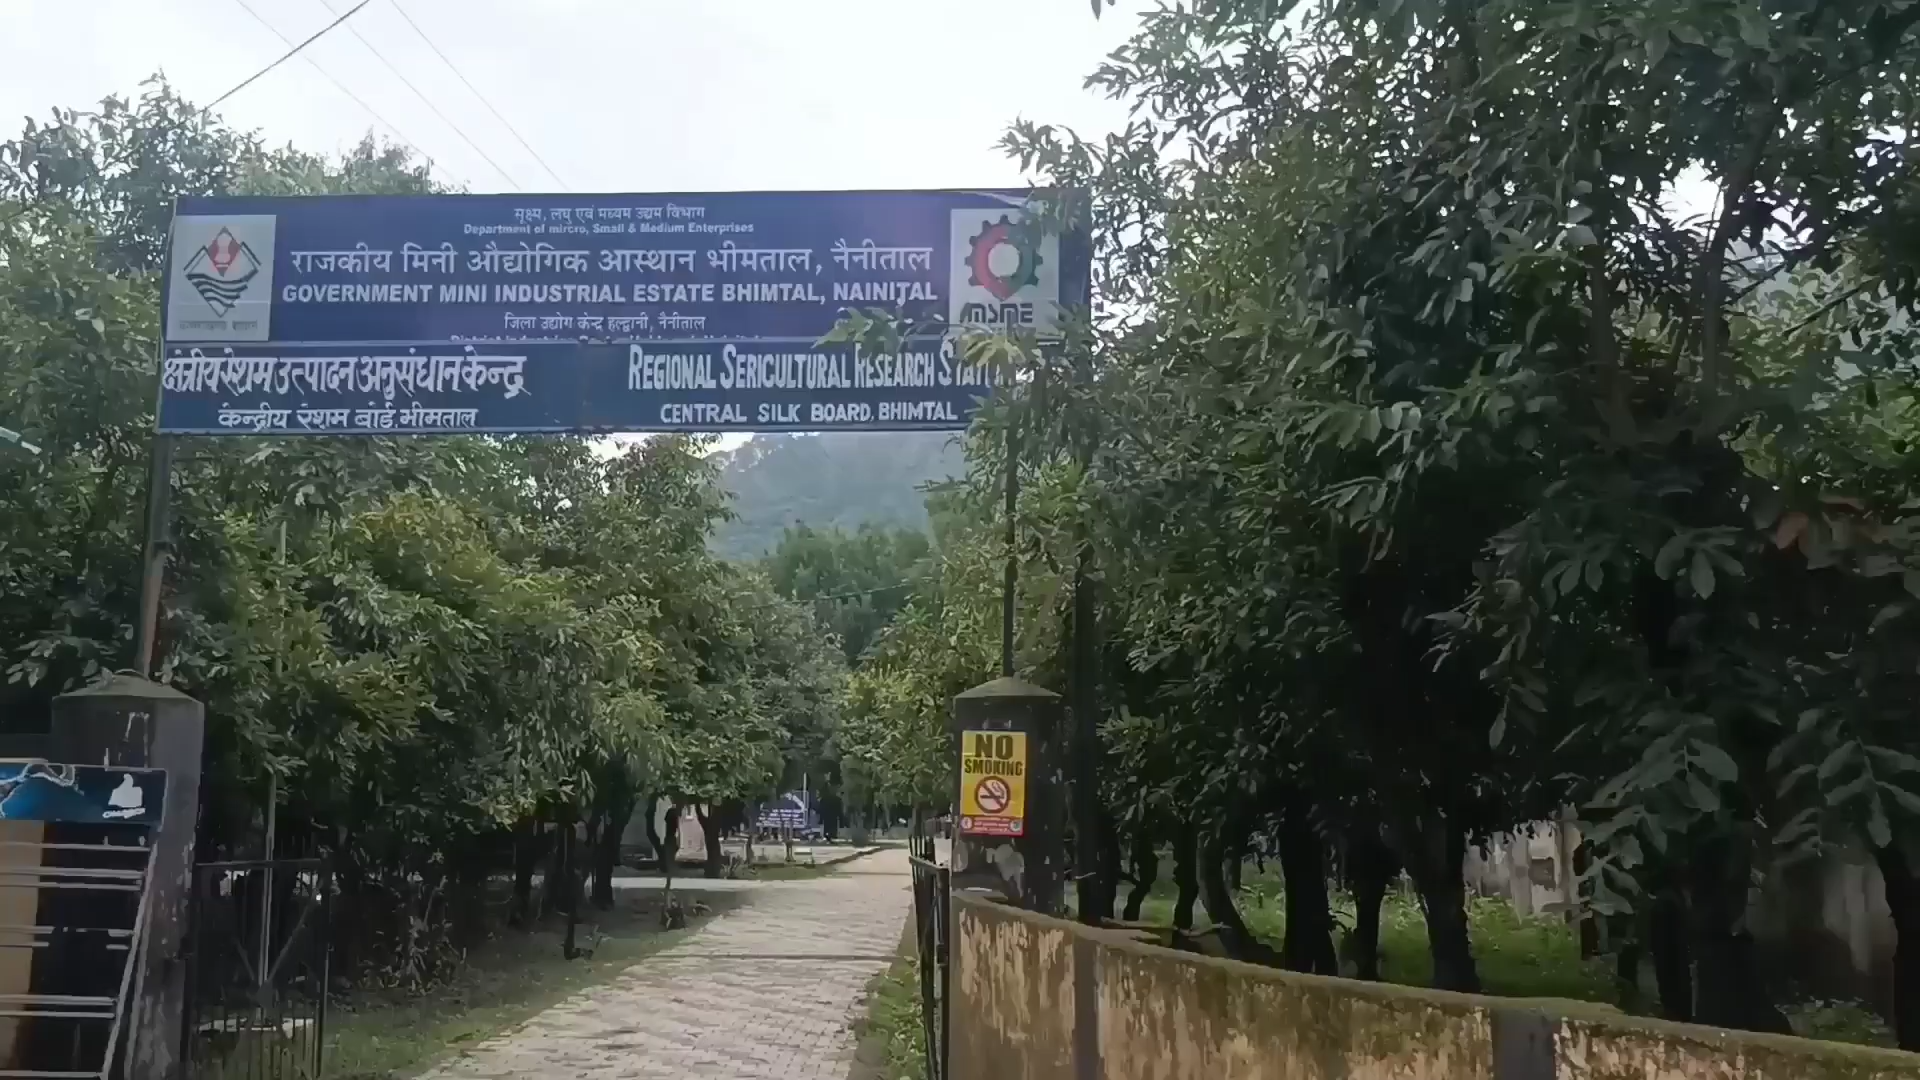 सूक्ष्म, लघु एवं मध्यम उद्यम विभाग
Department of mircro, Small & Medium Enterprises
राजकीय मिनी औद्योगिक आस्थान भीमताल, नैनीताल
GOVERNMENT MINI INDUSTRIAL ESTATE BHIMTAL, NAINITAL
जिला उद्योग केन्द्र हल्द्वानी, नैनीताल
MSME
क्षेत्रीय रेशम उत्पादन अनुसंधान केन्द्र
केन्द्रीय रेशम बोर्ड, भीमताल
REGIONAL SERICULTURAL RESEARCH
CENTRAL SILK BOARD, BHIMTAL
NO
SMOKING